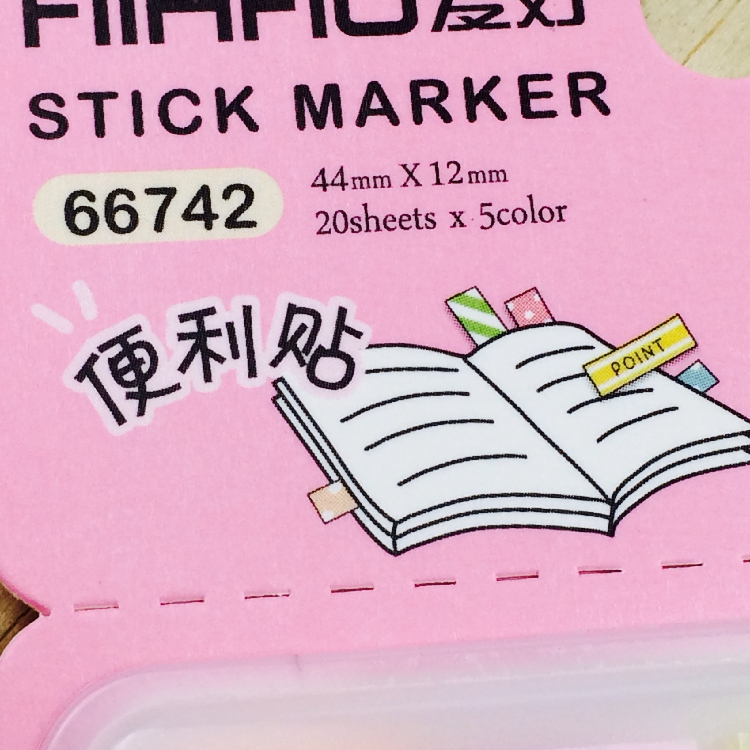 STICK MARKER
66742
44mm X 12mm
20sheets x 5color
便利贴
POINT